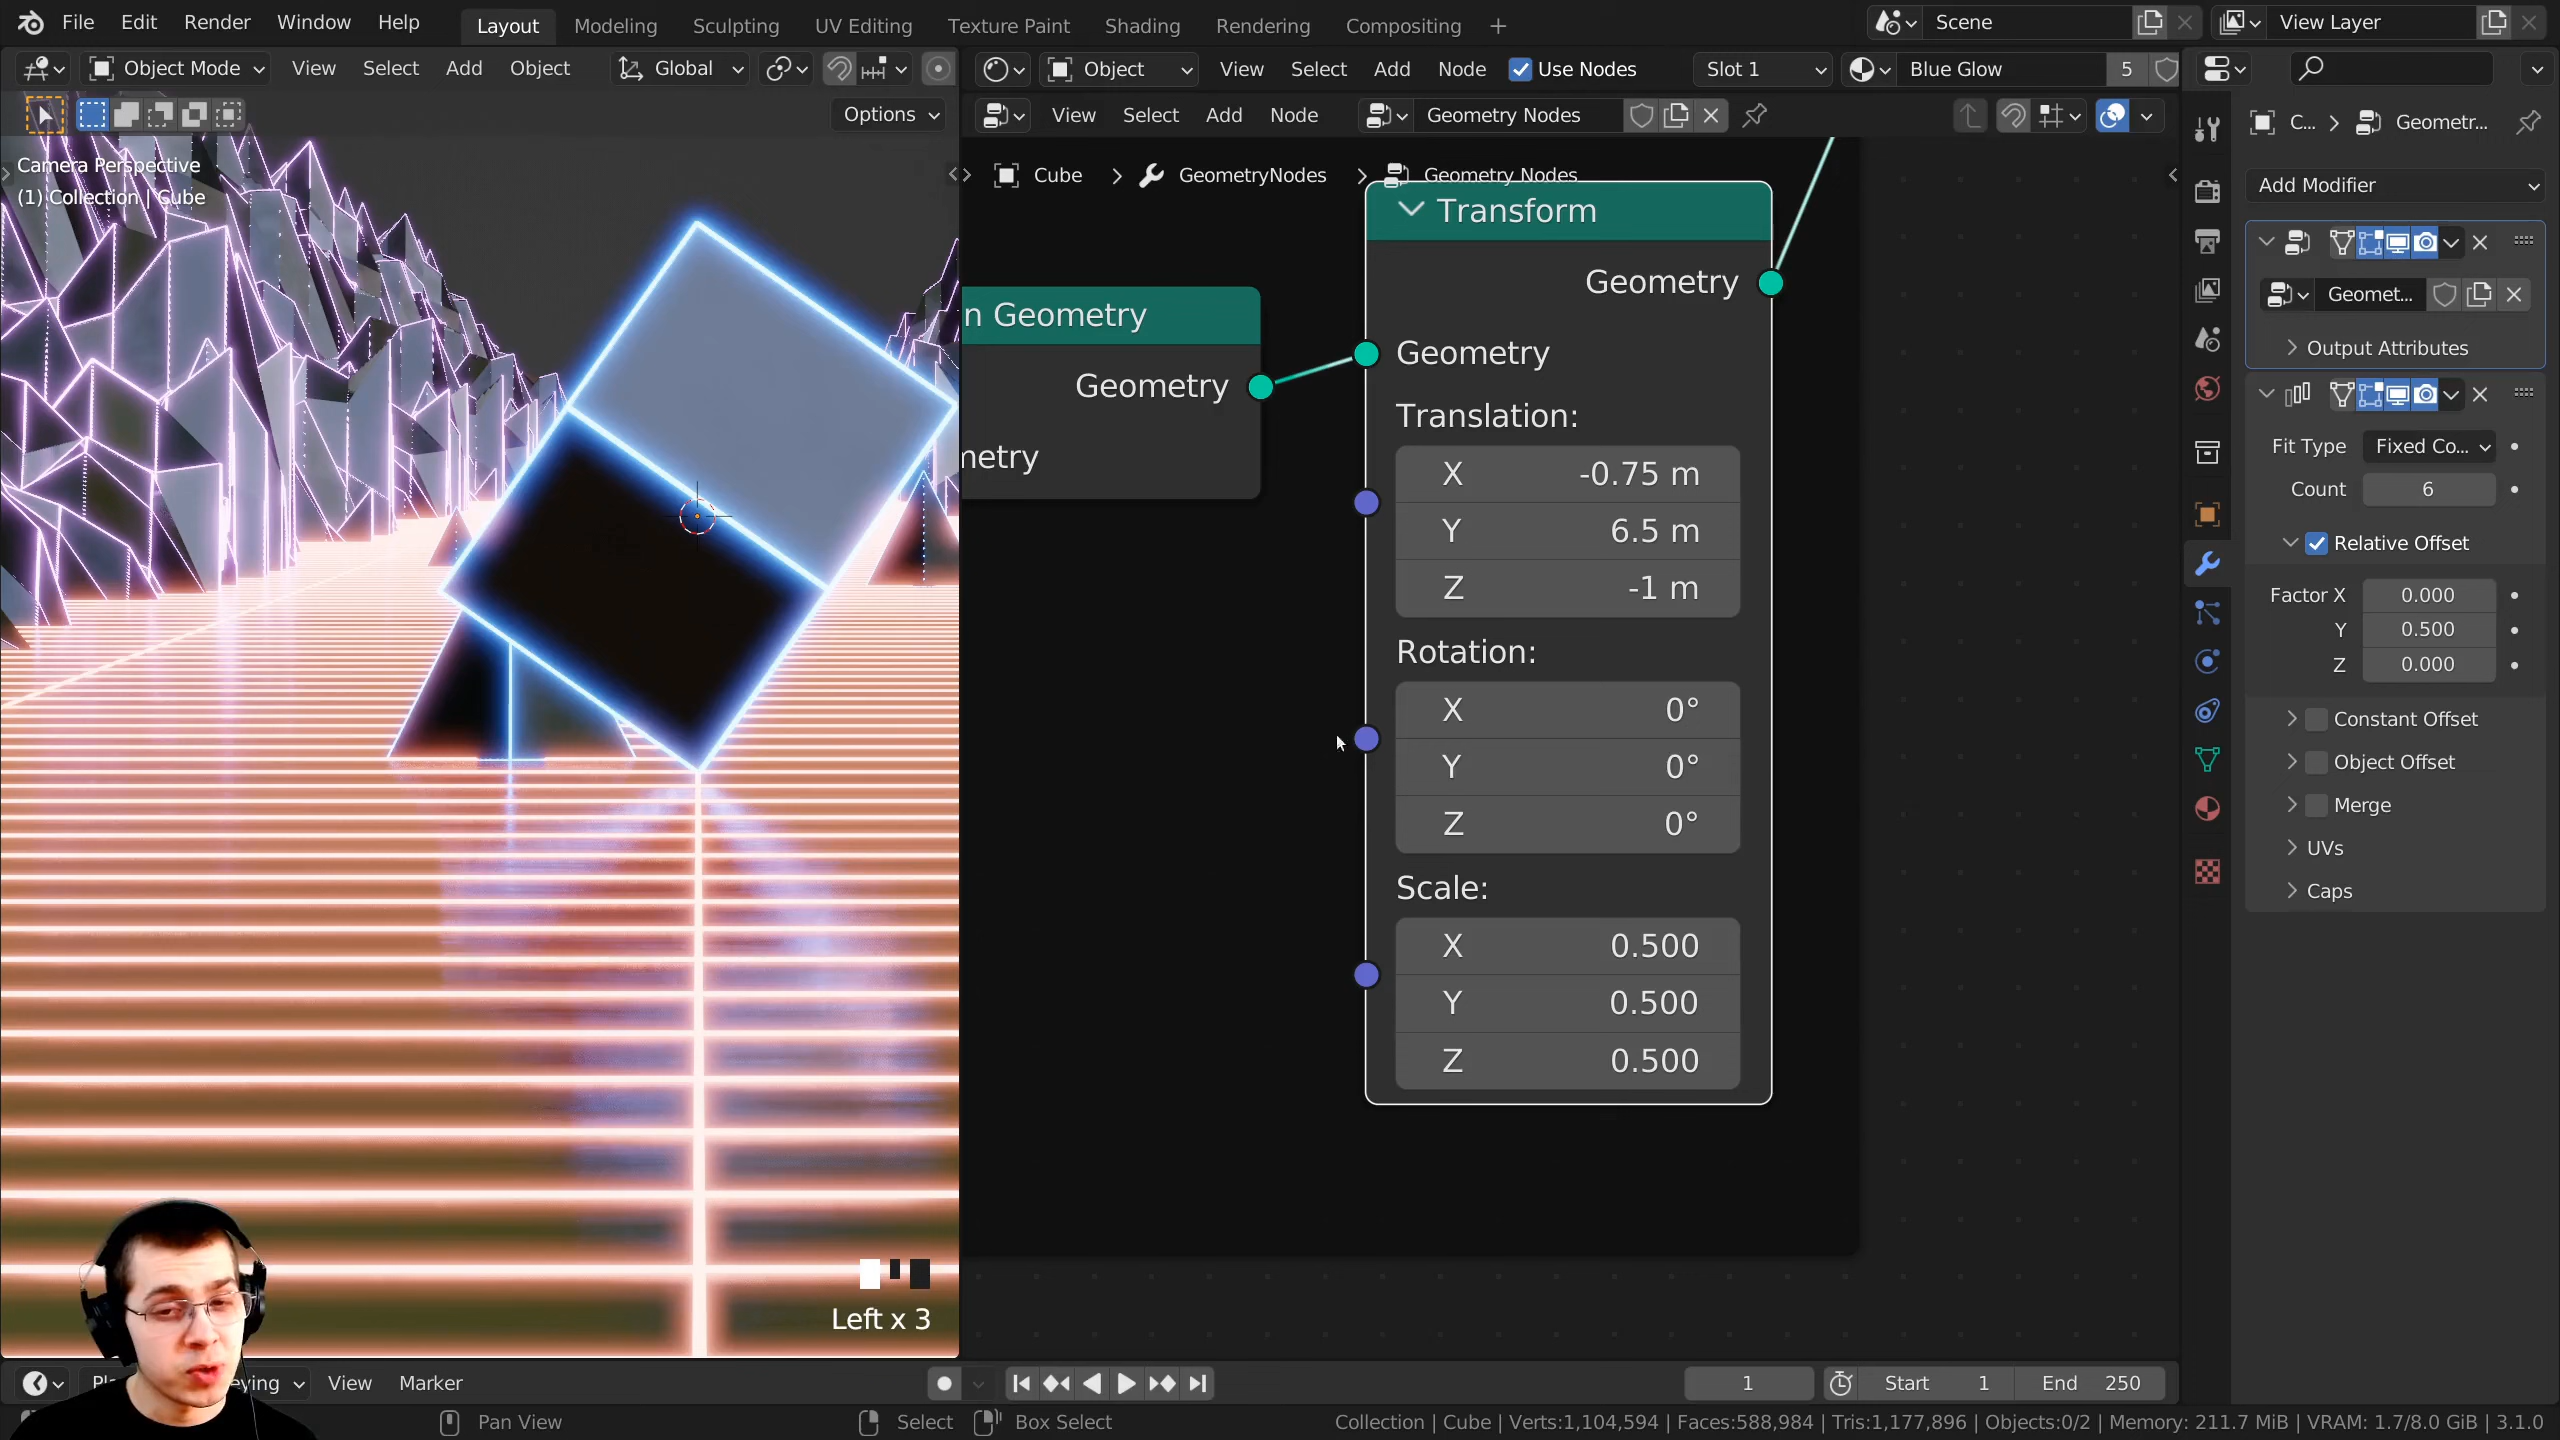 File Edit Render Window Help Layout Modeling Sculpting UV Editing Texture Paint Shading Rendering Compositing + Scene View Layer
Object Mode View Select Add Object Global Object View Select Add Node Use Nodes Slot 1 Blue Glow 5
Options View Select Add Node Geometry Nodes C... Geometr...
Camera Perspective
(1) Collection | Cube
Cube > GeometryNodes > Geometry Nodes
Add Modifier
Geomet...
Output Attributes
Fit Type Fixed Co...
Count 6
Relative Offset
Factor X 0.000
Y 0.500
Z 0.000
Constant Offset
Object Offset
Merge
UVs
Caps
n Geometry
Geometry
metry
Transform
Geometry
Geometry
Translation:
X -0.75 m
Y 6.5 m
Z -1 m
Rotation:
X 0°
Y 0°
Z 0°
Scale:
X 0.500
Y 0.500
Z 0.500
Left x 3
eying View Marker 1 Start 1 End 250
Pan View Select Box Select Collection | Cube | Verts:1,104,594 | Faces:588,984 | Tris:1,177,896 | Objects:0/2 | Memory: 211.7 MiB | VRAM: 1.7/8.0 GiB | 3.1.0